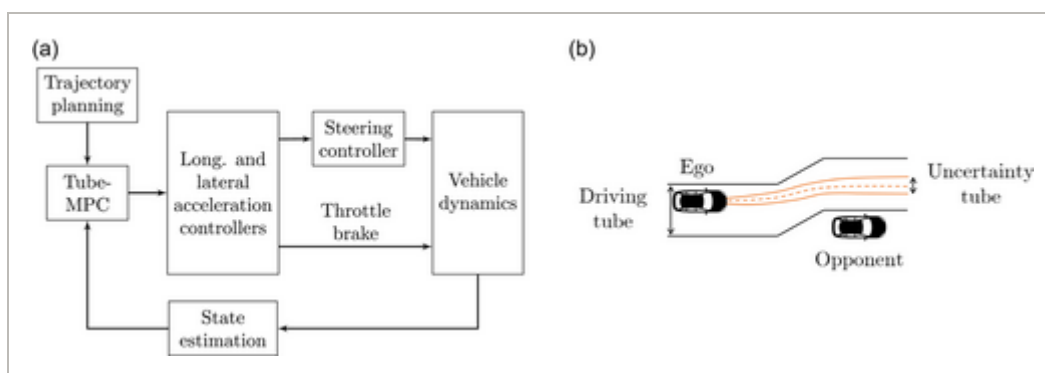 (a)
Trajectory
planning
Tube-
MPC
Long. and
lateral
acceleration
controllers
Steering
controller
Throttle
brake
Vehicle
dynamics
State
estimation
(b)
Ego
Driving
tube
Uncertainty
tube
Opponent